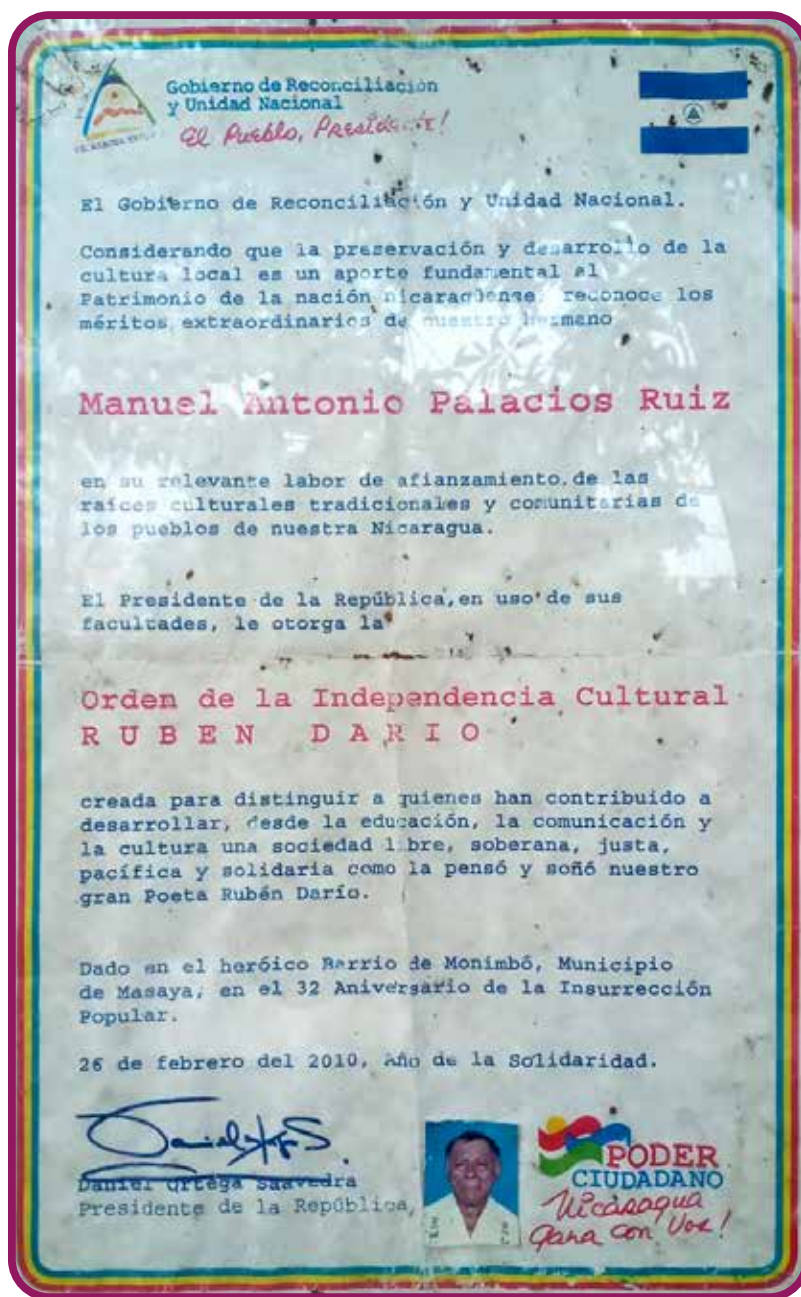 Gobierno de Reconciliación
y Unidad Nacional
El Pueblo, Presidente!
El Gobierno de Reconciliación y Unidad Nacional.
Considerando que la preservación y desarrollo de la
cultura local es un aporte fundamental al
Patrimonio de la nación nicaragüense, reconoce los
méritos extraordinarios de nuestro hermano
Manuel Antonio Palacios Ruiz
en su relevante labor de afianzamiento de las
raíces culturales tradicionales y comunitarias de
los pueblos de nuestra Nicaragua.
El Presidente de la República, en uso de sus
facultades, le otorga la
Orden de la Independencia Cultural
RUBEN DARIO
creada para distinguir a quienes han contribuido a
desarrollar, desde la educación, la comunicación y
la cultura una sociedad libre, soberana, justa,
pacífica y solidaria como la pensó y soñó nuestro
gran Poeta Rubén Darío.
Dado en el heróico Barrio de Monimbó, Municipio
de Masaya, en el 32 Aniversario de la Insurrección
Popular.
26 de febrero del 2010, Año de la Solidaridad.
Daniel Ortega Saavedra
Presidente de la República,
PODER
CIUDADANO
Nicaragua
Gana con Vos!